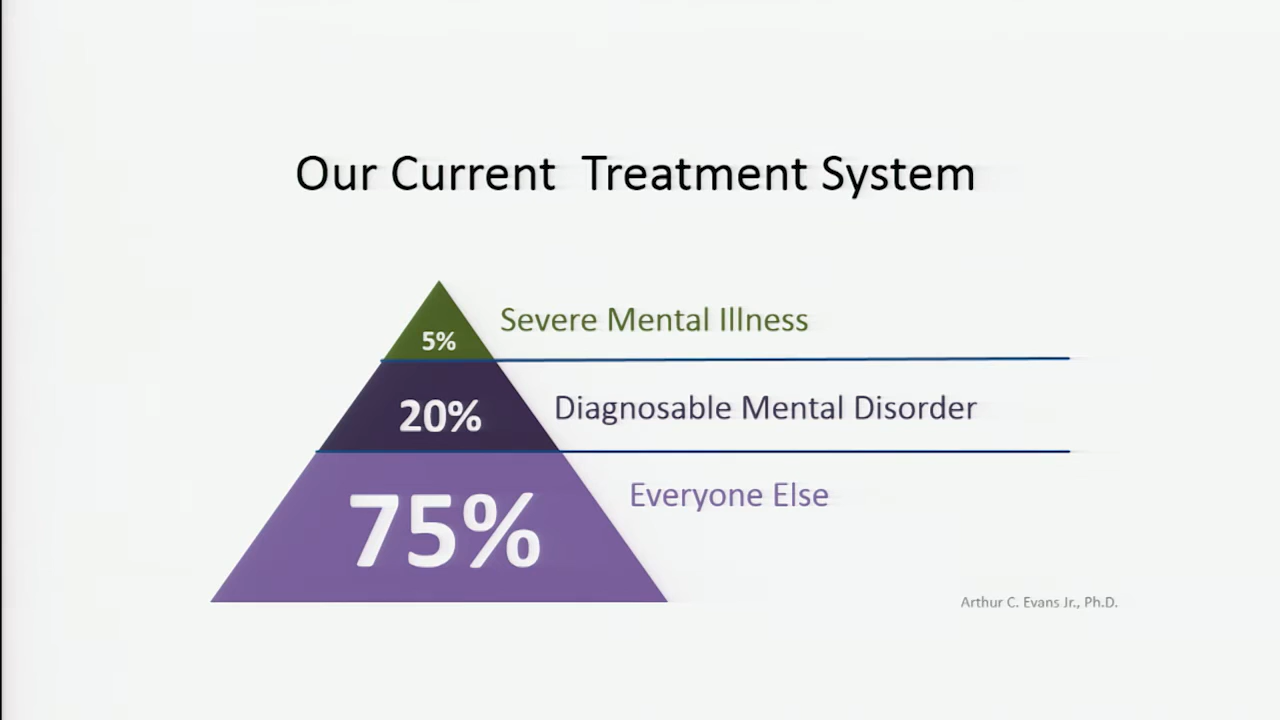 Our Current Treatment System
5%
Severe Mental Illness
20%
Diagnosable Mental Disorder
75%
Everyone Else
Arthur C. Evans Jr., Ph.D.